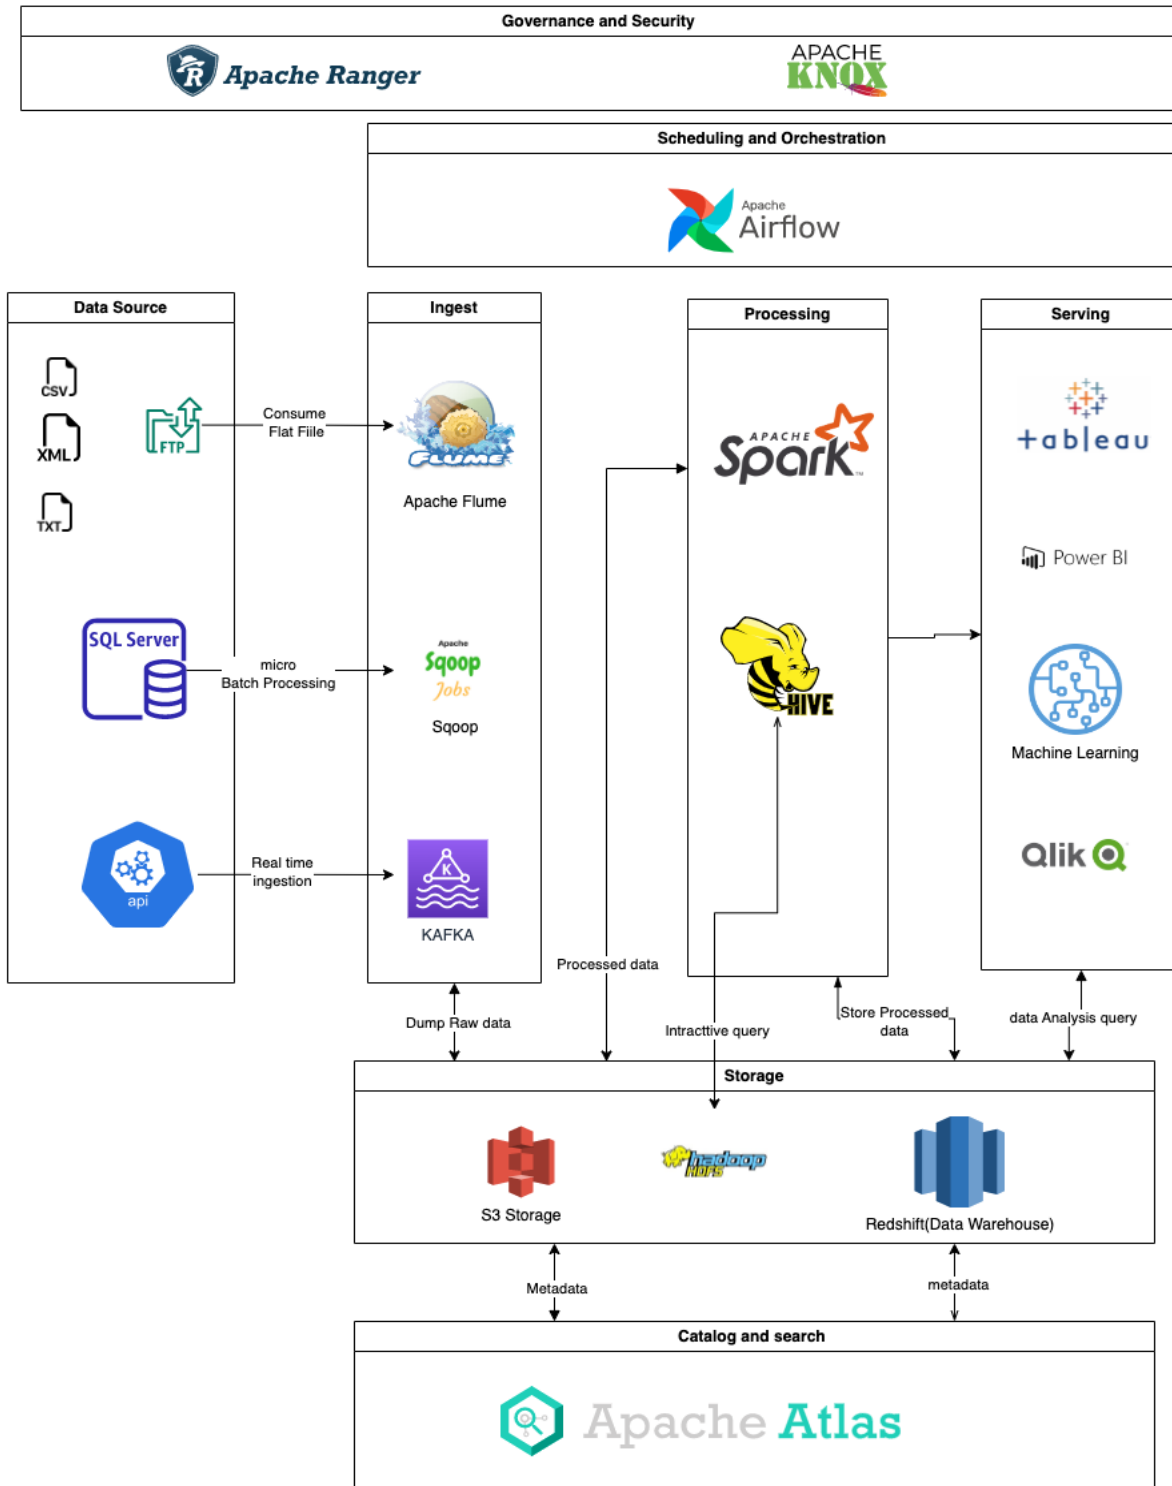 Governance and Security
R
Apache Ranger
APACHE
KNOX
Scheduling and Orchestration
Apache
Airflow
Data Source
CSV
XML
TXT
FTP
SQL Server
api
Consume
Flat Fiile
micro
Batch Processing
Real time
ingestion
Ingest
FLUME
Apache Flume
Apache
Sqoop
Jobs
Sqoop
K
KAFKA
Processing
APACHE
Spark
TM
HIVE
Serving
+ableau
Power BI
Machine Learning
Qlik
Processed data
Dump Raw data
Intracttive query
Store Processed
data
data Analysis query
Storage
S3 Storage
hadoop
HDFS
Redshift(Data Warehouse)
Metadata
metadata
Catalog and search
Apache Atlas